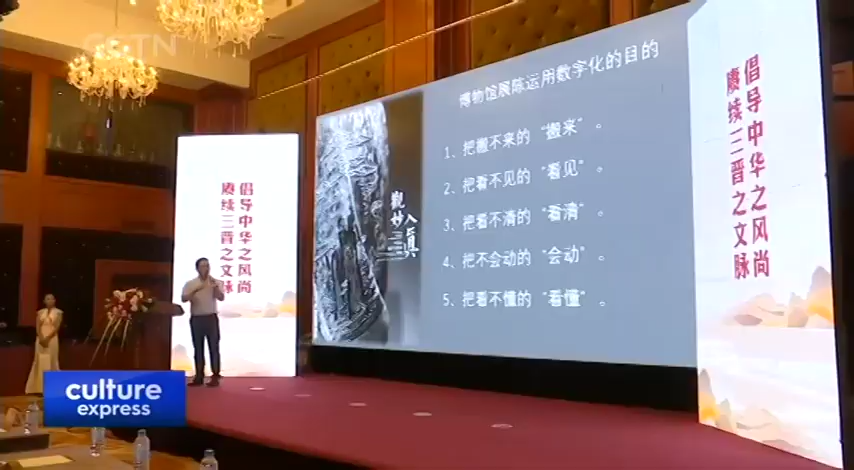 CGTN
博物馆展陈运用数字化的目的
1、把搬不来的“搬来”。
2、把看不见的“看见”。
3、把看不清的“看清”。
4、把不会动的“会动”。
5、把看不懂的“看懂”。
觀妙入真
倡导中华之风尚
赓续三晋之文脉
倡导中华之风尚
赓续三晋之文脉
culture
express